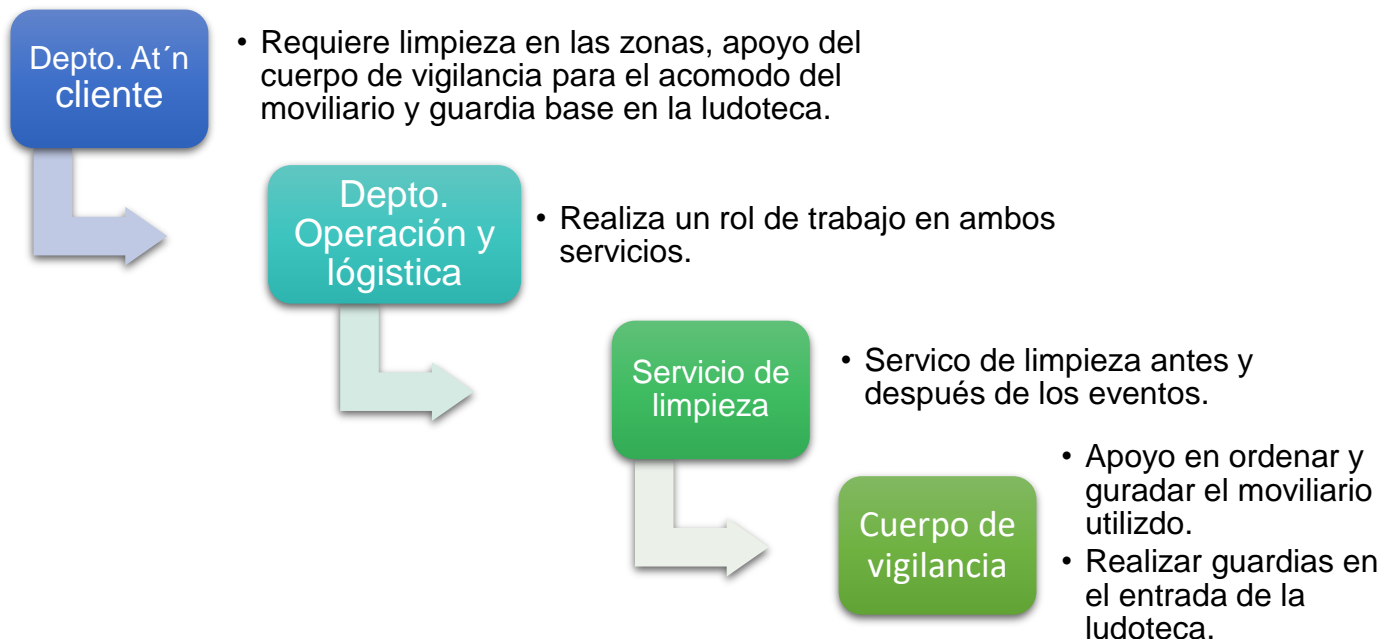 Depto. At´n
cliente
• Requiere limpieza en las zonas, apoyo del
cuerpo de vigilancia para el acomodo del
moviliario y guardia base en la ludoteca.
Depto.
Operación y
lógistica
• Realiza un rol de trabajo en ambos
servicios.
Servicio de
limpieza
• Servico de limpieza antes y
después de los eventos.
Cuerpo de
vigilancia
• Apoyo en ordenar y
guradar el moviliario
utilizdo.
• Realizar guardias en
el entrada de la
ludoteca.